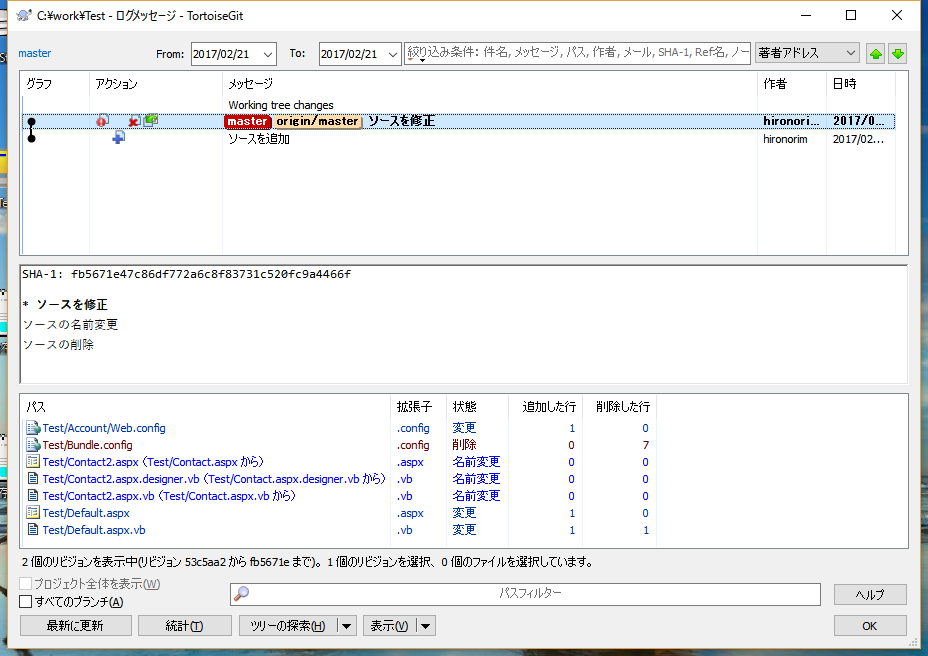 C:¥work¥Test - ログメッセージ - TortoiseGit
master From: 2017/02/21 To: 2017/02/21 絞り込み条件: 件名, メッセージ, パス, 作者, メール, SHA-1, Ref名, ノー 著者アドレス
グラフ アクション メッセージ 作者 日時
Working tree changes
master origin/master ソースを修正 hironori... 2017/0...
ソースを追加 hironorim 2017/02...
SHA-1: fb5671e47c86df772a6c8f83731c520fc9a4466f
* ソースを修正
ソースの名前変更
ソースの削除
パス 拡張子 状態 追加した行 削除した行
Test/Account/Web.config .config 変更 1 0
Test/Bundle.config .config 削除 0 7
Test/Contact2.aspx (Test/Contact.aspx から) .aspx 名前変更 0 0
Test/Contact2.aspx.designer.vb (Test/Contact.aspx.designer.vb から) .vb 名前変更 0 0
Test/Contact2.aspx.vb (Test/Contact.aspx.vb から) .vb 名前変更 0 0
Test/Default.aspx .aspx 変更 1 0
Test/Default.aspx.vb .vb 変更 1 1
2 個のリビジョンを表示中(リビジョン 53c5aa2 から fb5671e まで)。1 個のリビジョンを選択、0 個のファイルを選択しています。
プロジェクト全体を表示(W)
すべてのブランチ(A)
パスフィルター
ヘルプ
最新に更新 統計(T) ツリーの探索(H) 表示(V) OK